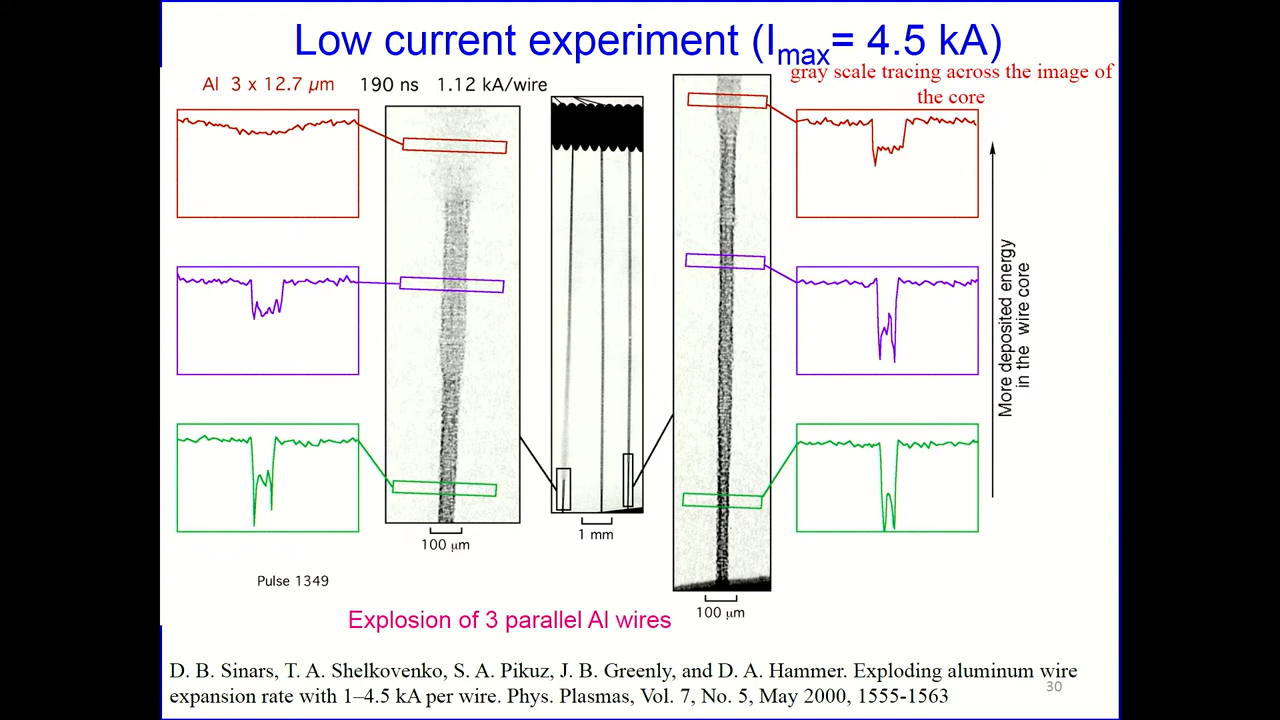 Low current experiment (Imax= 4.5 kA)
gray scale tracing across the image of
the core
Al 3 x 12.7 µm 190 ns 1.12 kA/wire
More deposited energy
in the wire core
100 µm
1 mm
100 µm
Pulse 1349
Explosion of 3 parallel Al wires
D. B. Sinars, T. A. Shelkovenko, S. A. Pikuz, J. B. Greenly, and D. A. Hammer. Exploding aluminum wire
expansion rate with 1–4.5 kA per wire. Phys. Plasmas, Vol. 7, No. 5, May 2000, 1555-1563
30